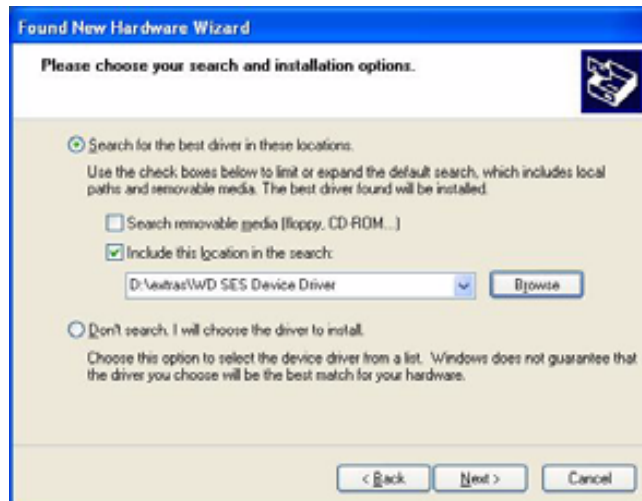 Found New Hardware Wizard
Please choose your search and installation options.
Search for the best driver in these locations.
Use the check boxes below to limit or expand the default search, which includes local
paths and removable media. The best driver found will be installed.
Search removable media (floppy, CD-ROM...)
Include this location in the search:
D:\extras\WD SES Device Driver
Browse
Don't search. I will choose the driver to install.
Choose this option to select the device driver from a list. Windows does not guarantee that
the driver you choose will be the best match for your hardware.
< Back
Next >
Cancel